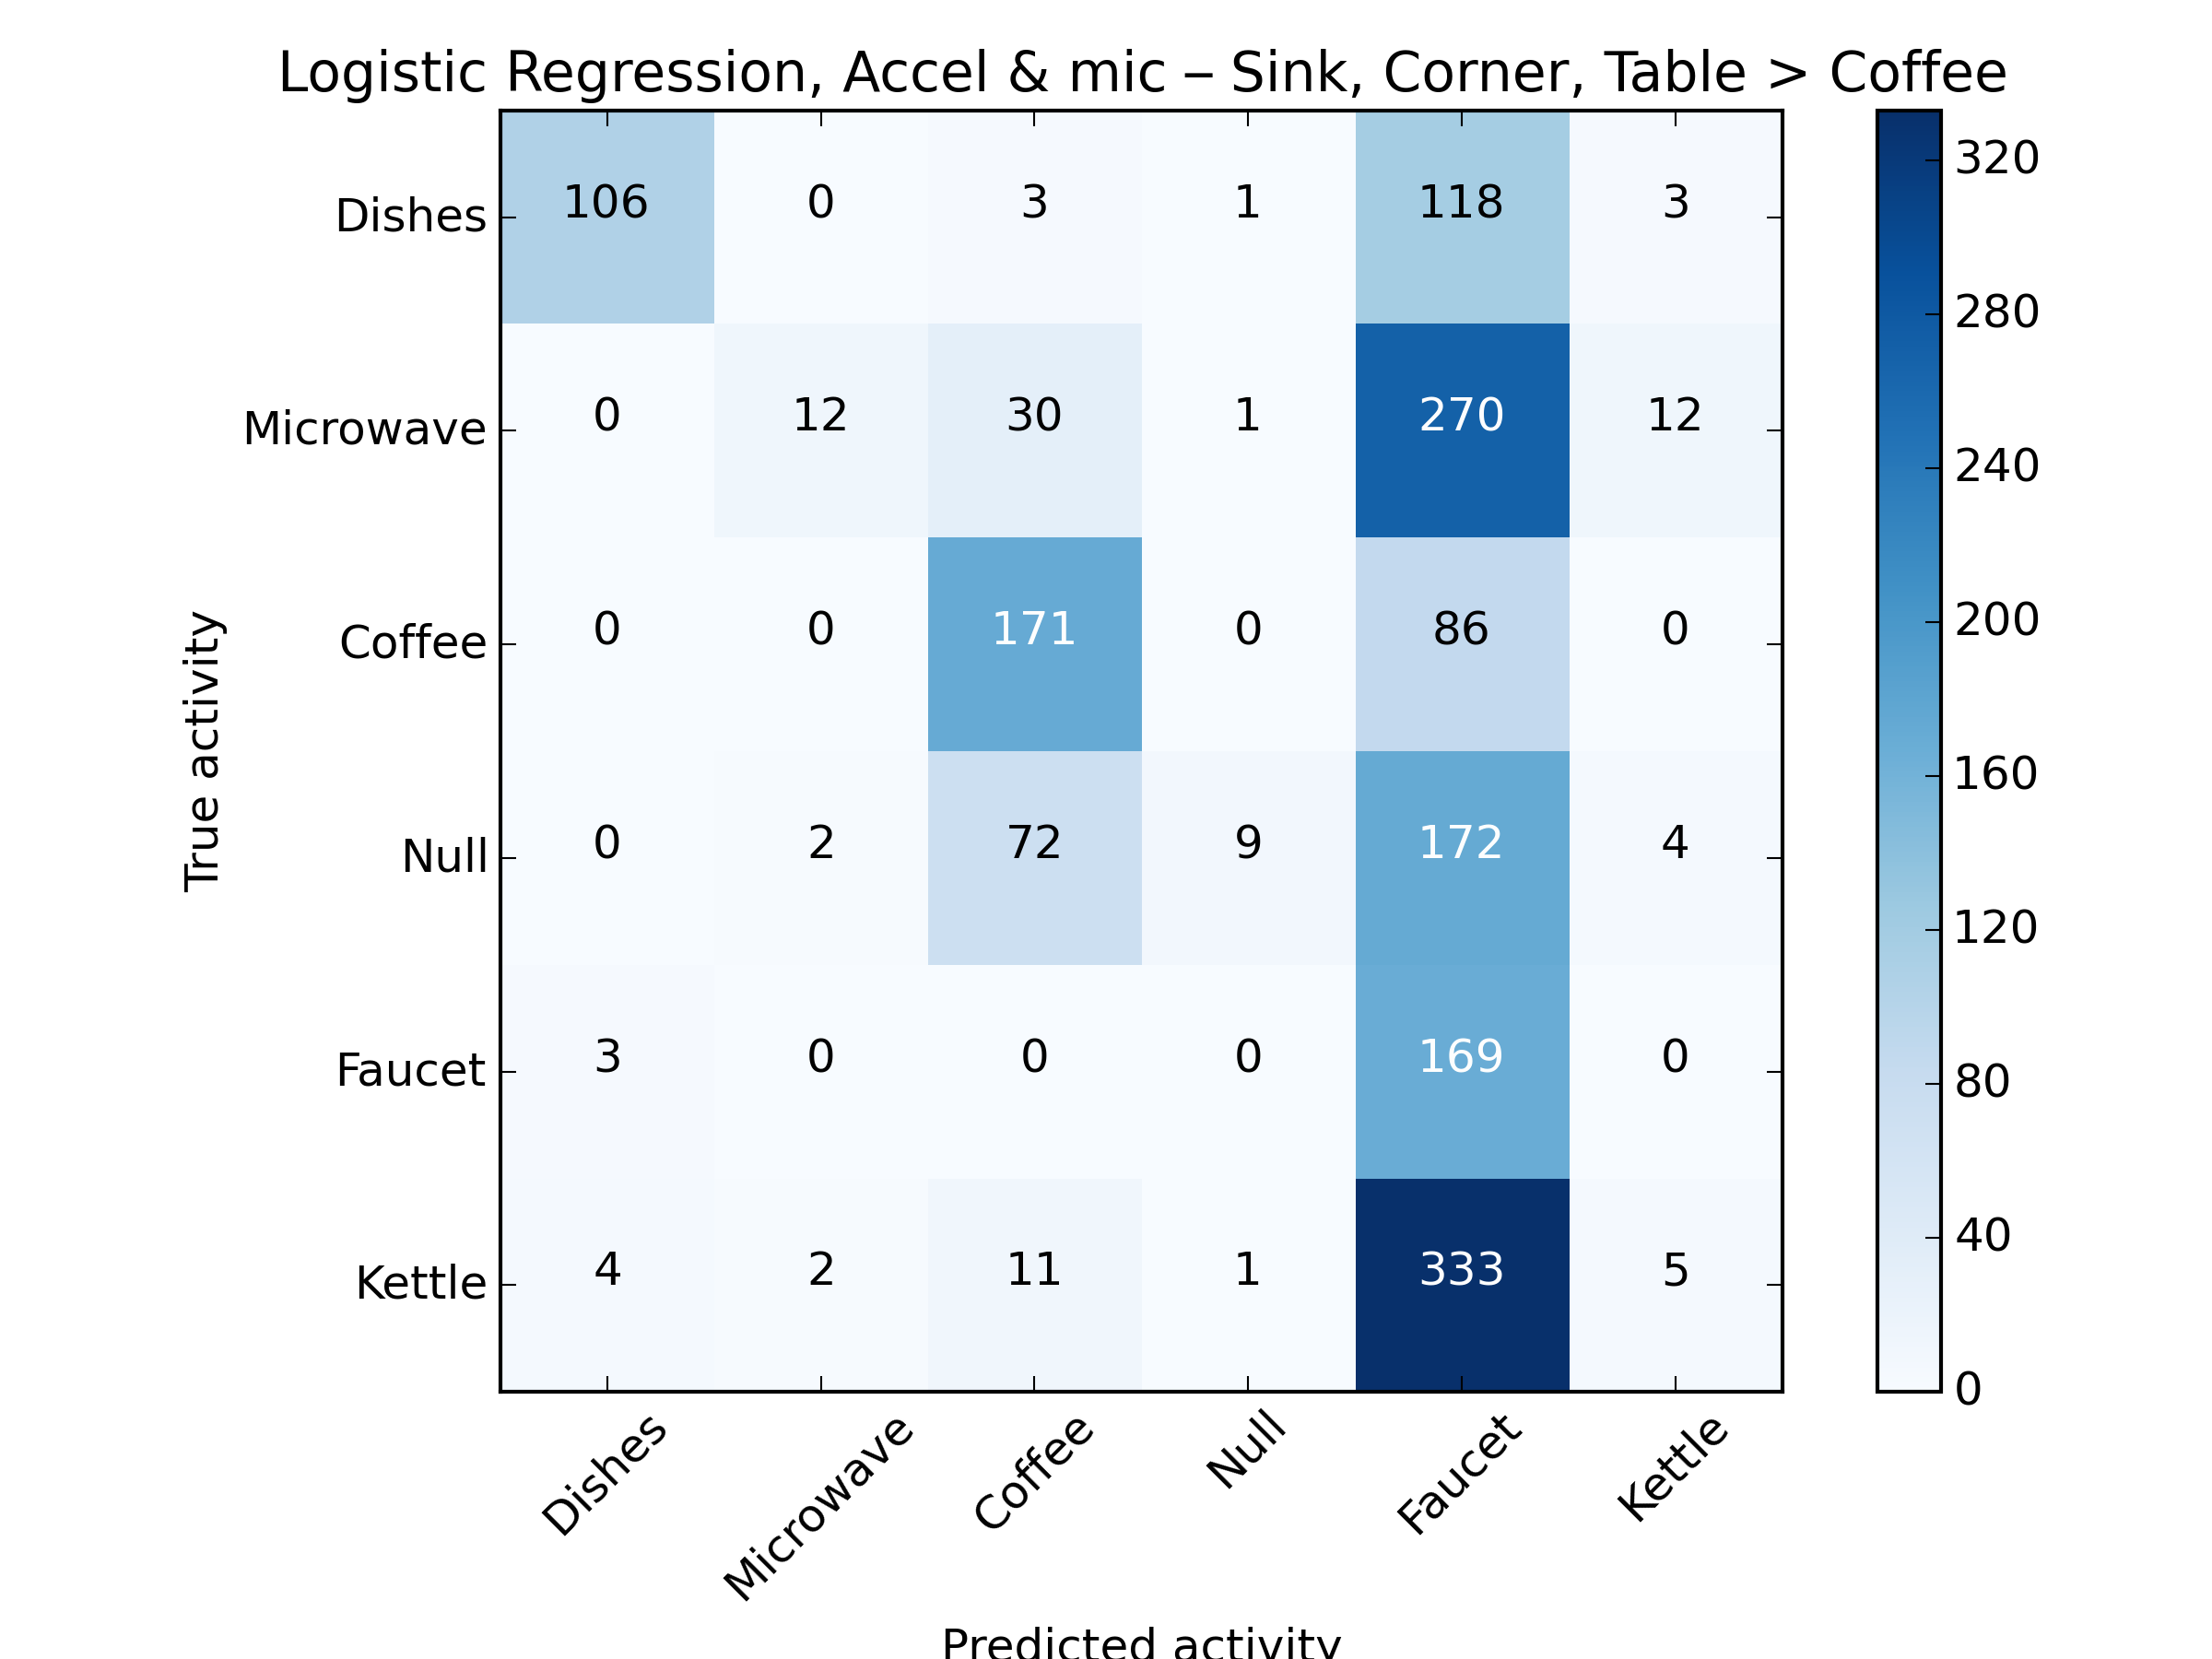 Logistic Regression, Accel & mic – Sink, Corner, Table > Coffee
Dishes 106 0 3 1 118 3
Microwave 0 12 30 1 270 12
Coffee 0 0 171 0 86 0
Null 0 2 72 9 172 4
Faucet 3 0 0 0 169 0
Kettle 4 2 11 1 333 5
True activity
Dishes Microwave Coffee Null Faucet Kettle
Predicted activity
320
280
240
200
160
120
80
40
0